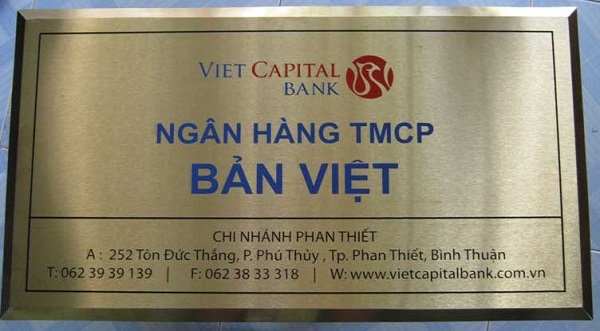 VIET CAPITAL
BANK
NGÂN HÀNG TMCP
BẢN VIỆT
CHI NHÁNH PHAN THIẾT
A : 252 Tôn Đức Thắng, P. Phú Thủy , Tp. Phan Thiết, Bình Thuận
T: 062 39 39 139 | F: 062 38 33 318 | W: www.vietcapitalbank.com.vn